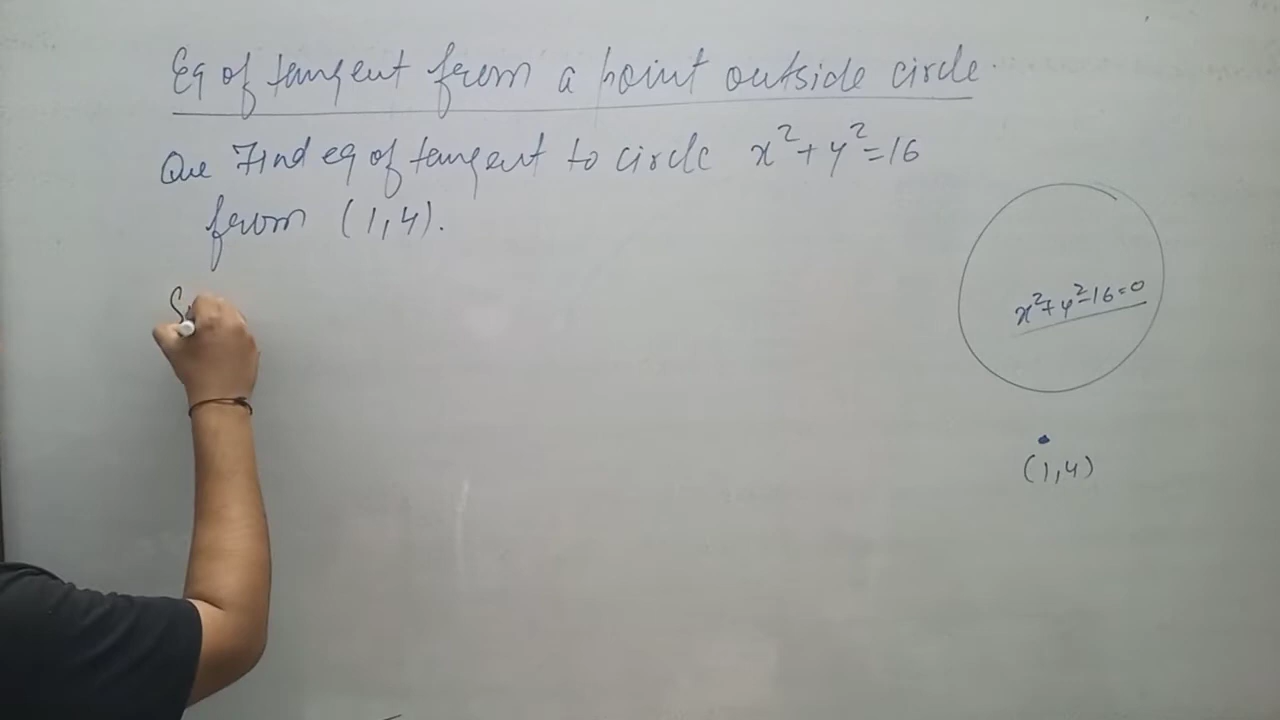 Eq of tangent from a point outside circle.
Que Find eq of tangent to circle x²+y²=16
from (1,4).
x²+y²-16=0
(1,4)